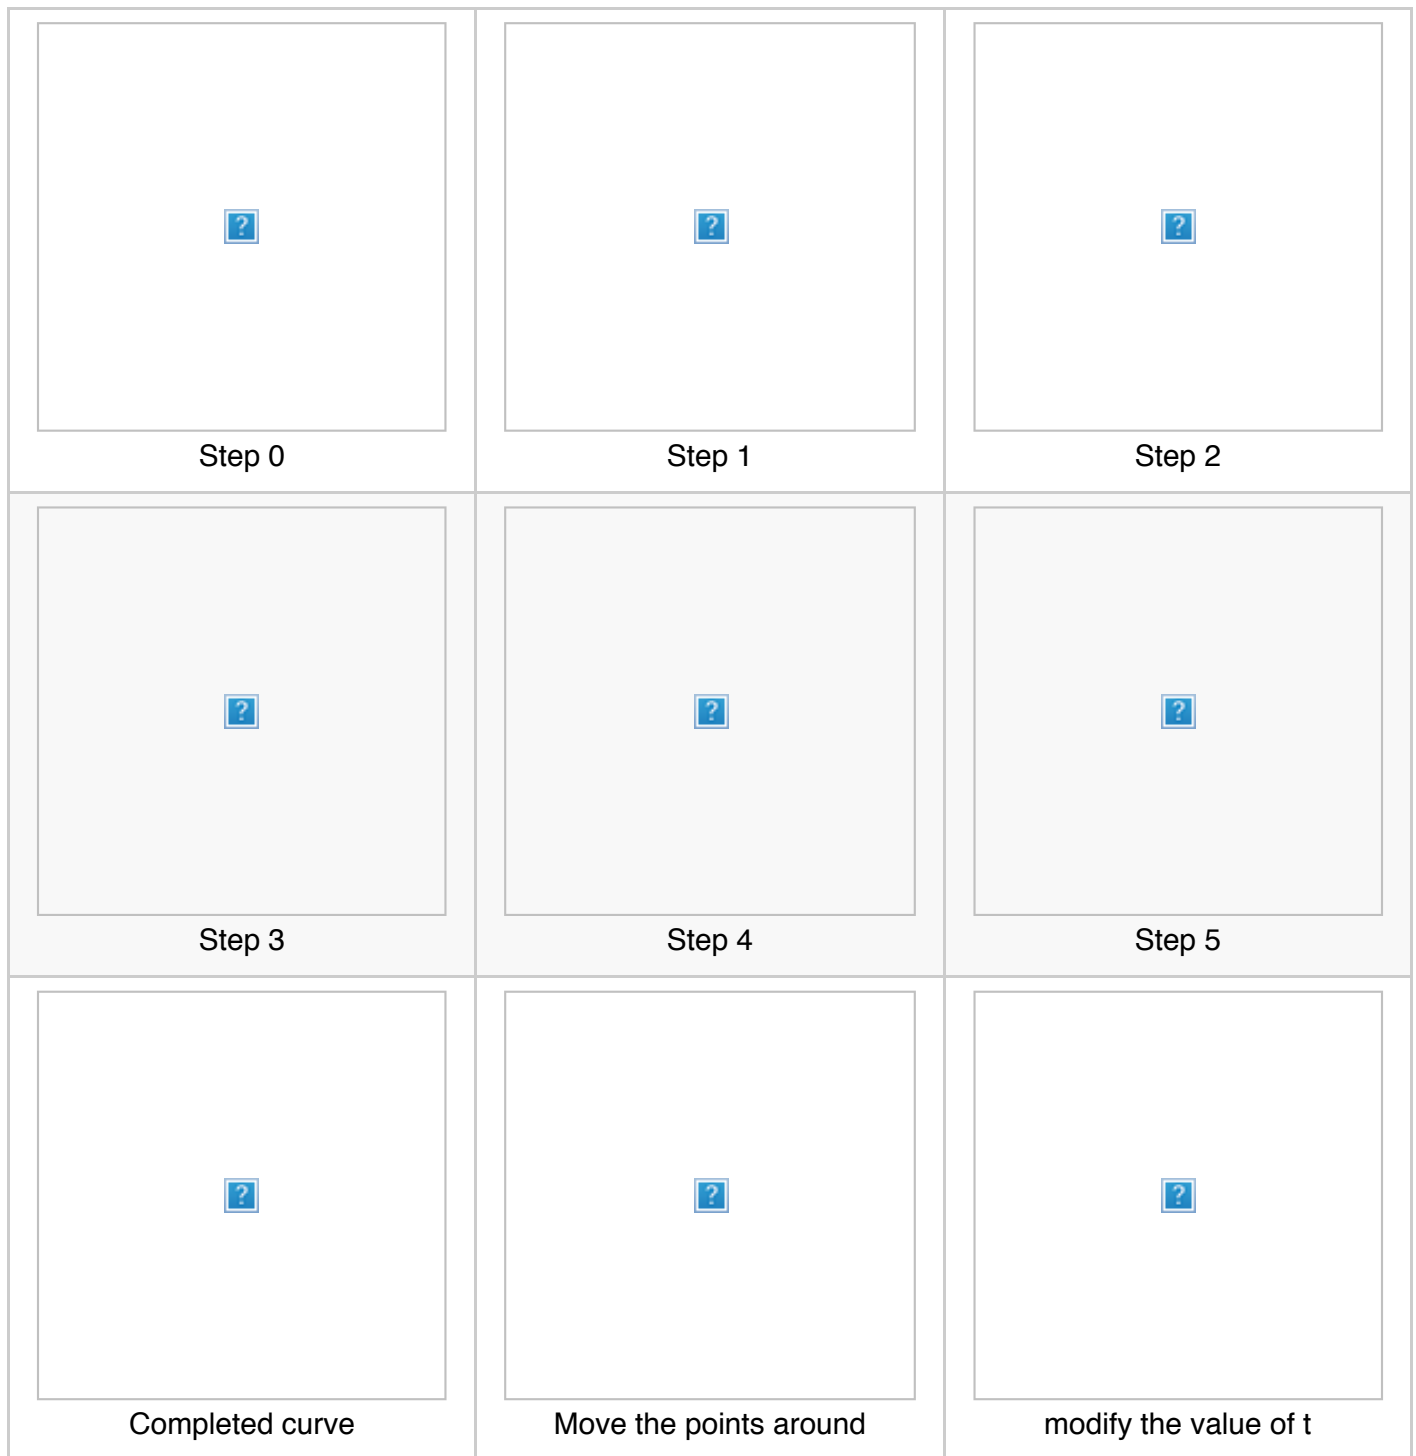 Step 0
Step 1
Step 2
Step 3
Step 4
Step 5
Completed curve
Move the points around
modify the value of t